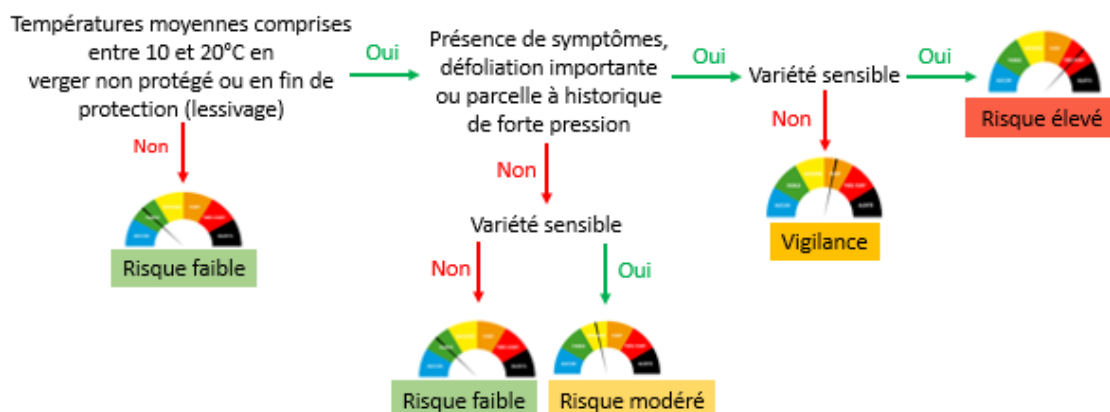 Températures moyennes comprises
entre 10 et 20°C en
verger non protégé ou en fin de
protection (lessivage)
Oui
Présence de symptômes,
défoliation importante
ou parcelle à historique
de forte pression
Oui
Variété sensible
Oui
Risque élevé
Non
Risque faible
Non
Variété sensible
Non
Vigilance
Non
Oui
Risque faible
Risque modéré